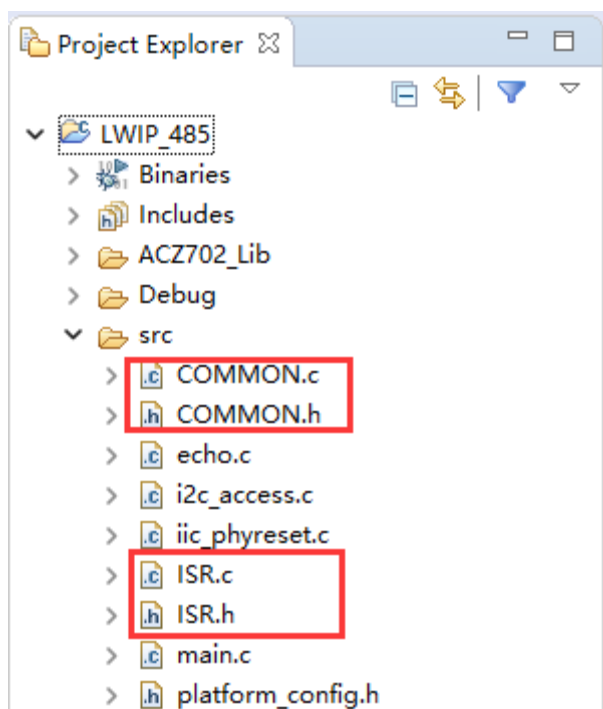 Project Explorer
LWIP_485
Binaries
Includes
ACZ702_Lib
Debug
src
COMMON.c
COMMON.h
echo.c
i2c_access.c
iic_phyreset.c
ISR.c
ISR.h
main.c
platform_config.h